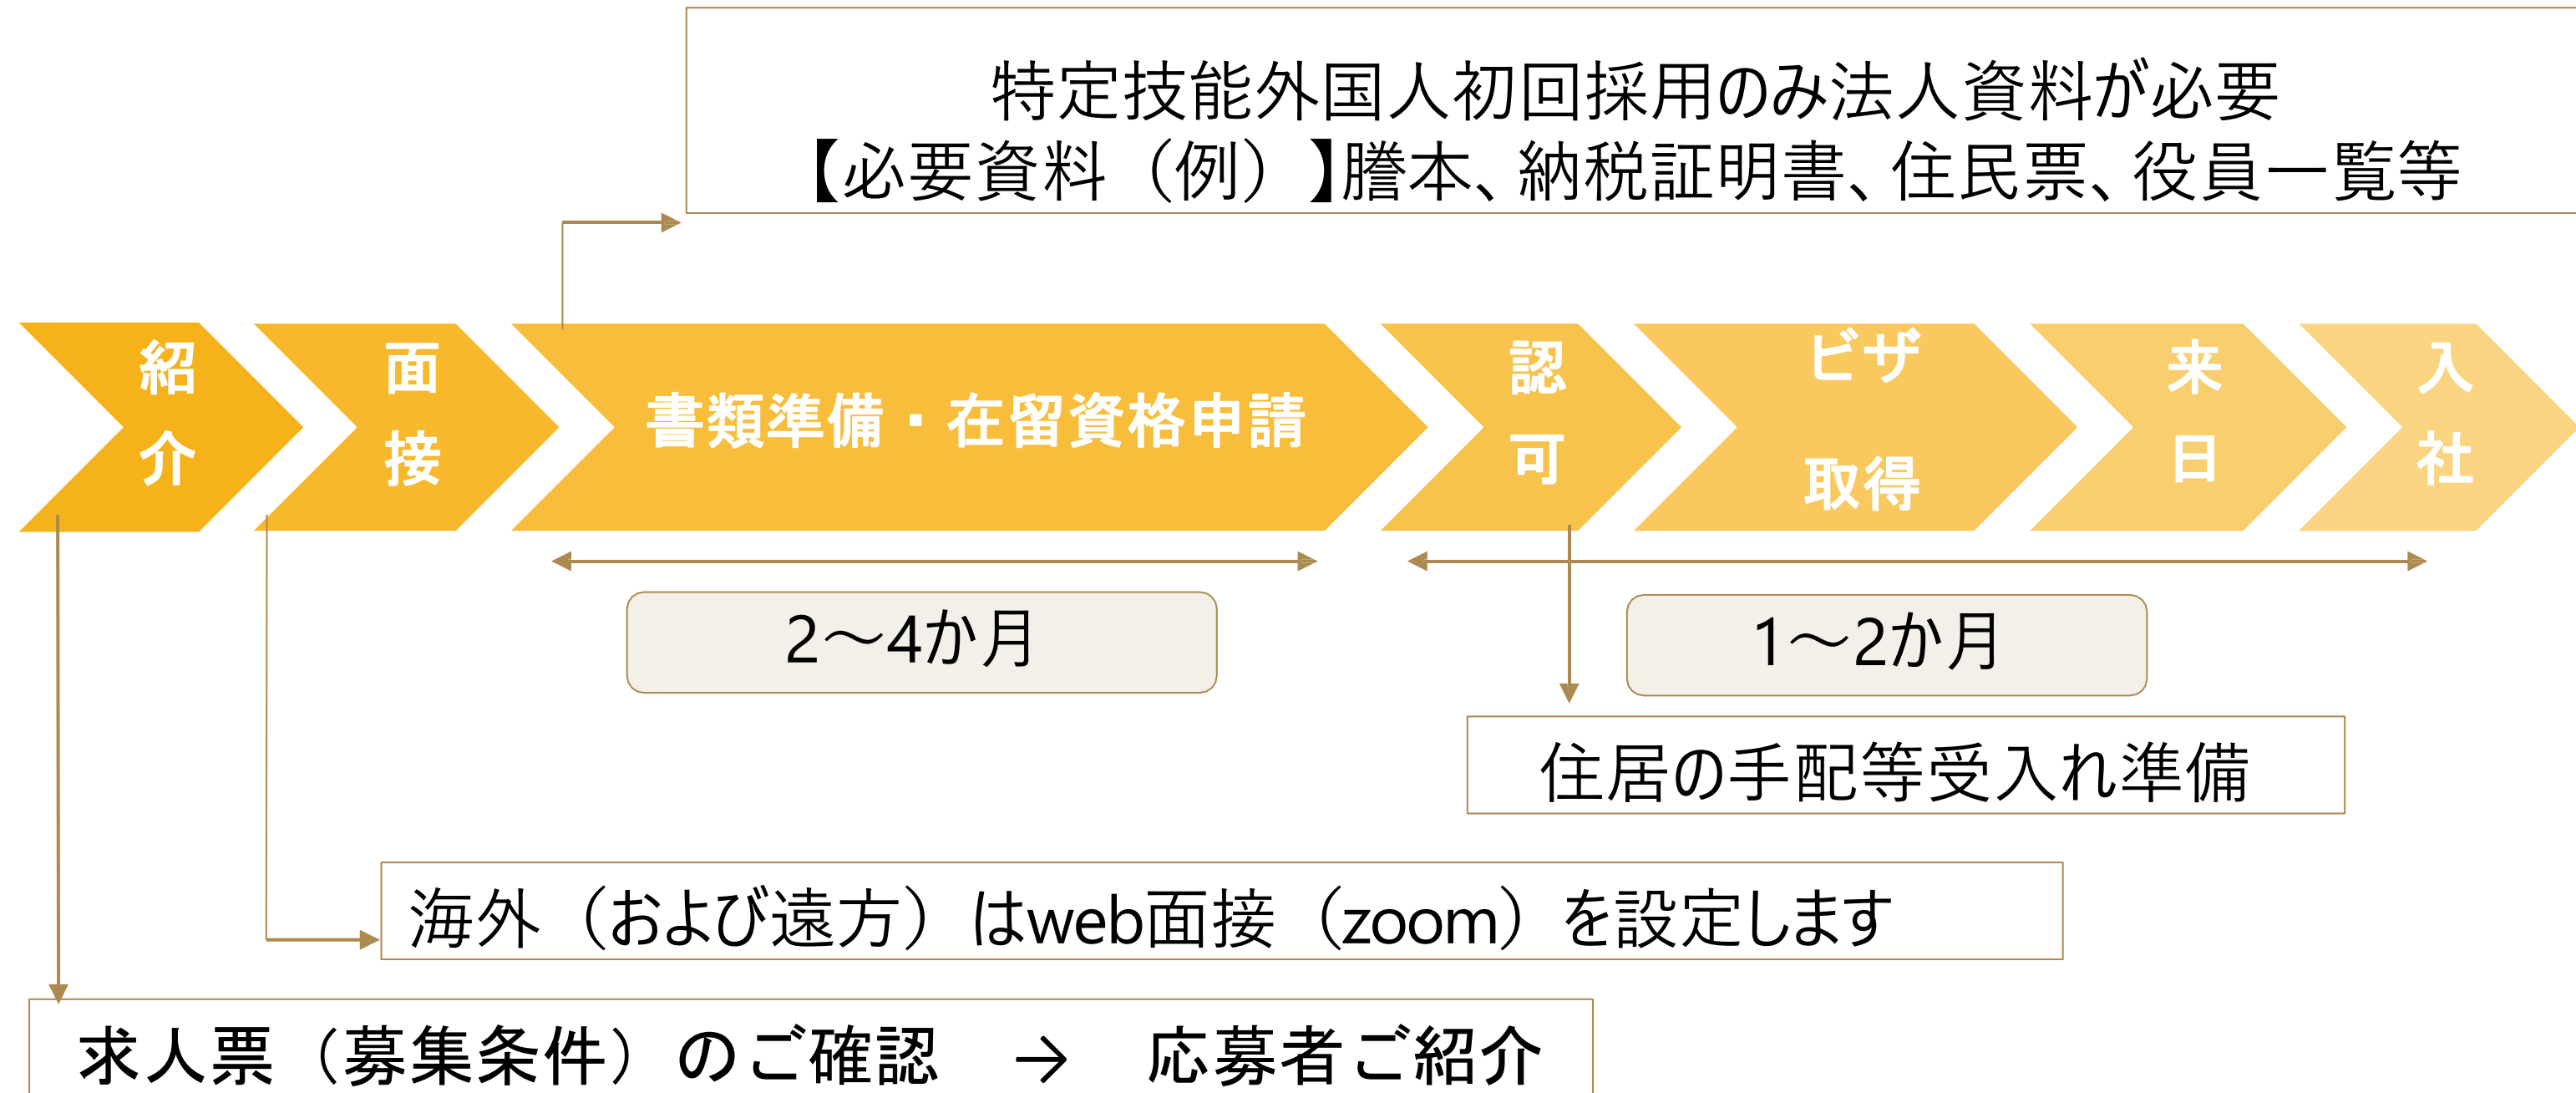 特定技能外国人初回採用のみ法人資料が必要
【必要資料（例）】謄本、納税証明書、住民票、役員一覧等
紹介
面接
書類準備・在留資格申請
認可
ビザ
取得
来日
入社
2～4か月
1～2か月
住居の手配等受入れ準備
海外（および遠方）はweb面接（zoom）を設定します
求人票（募集条件）のご確認　→　応募者ご紹介